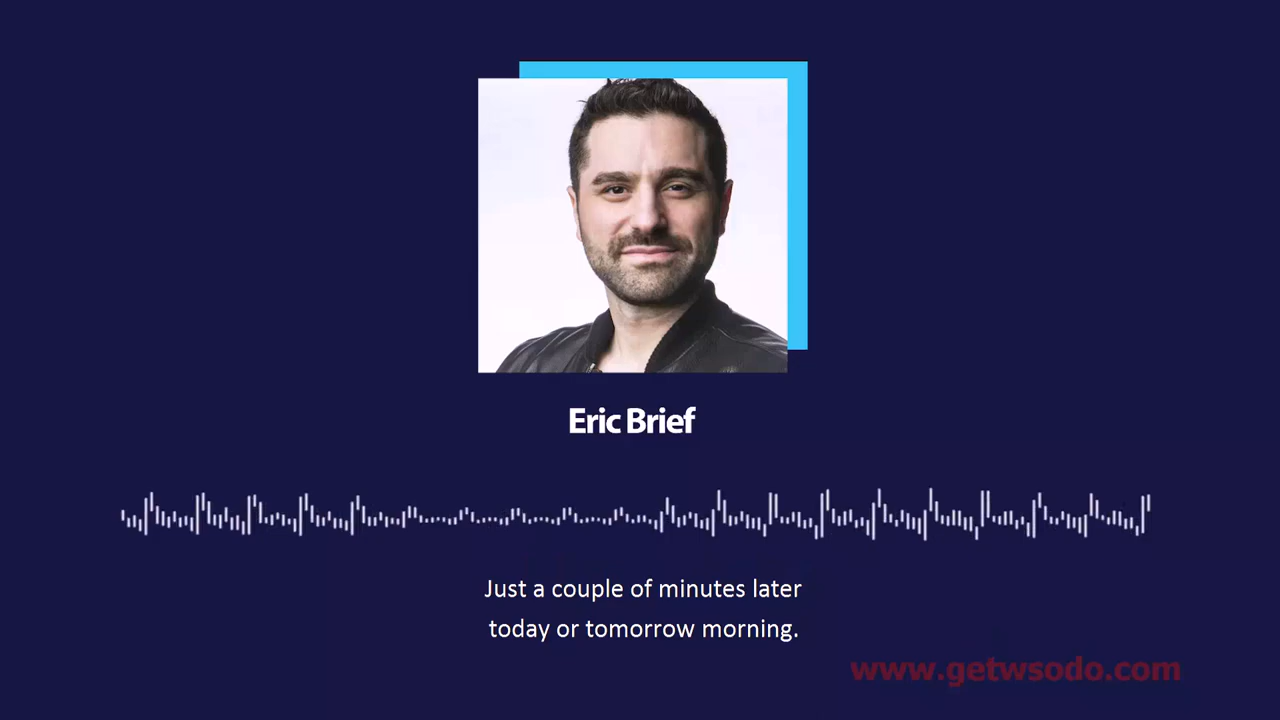 Eric Brief
Just a couple of minutes later
today or tomorrow morning.
www.getwsodo.com